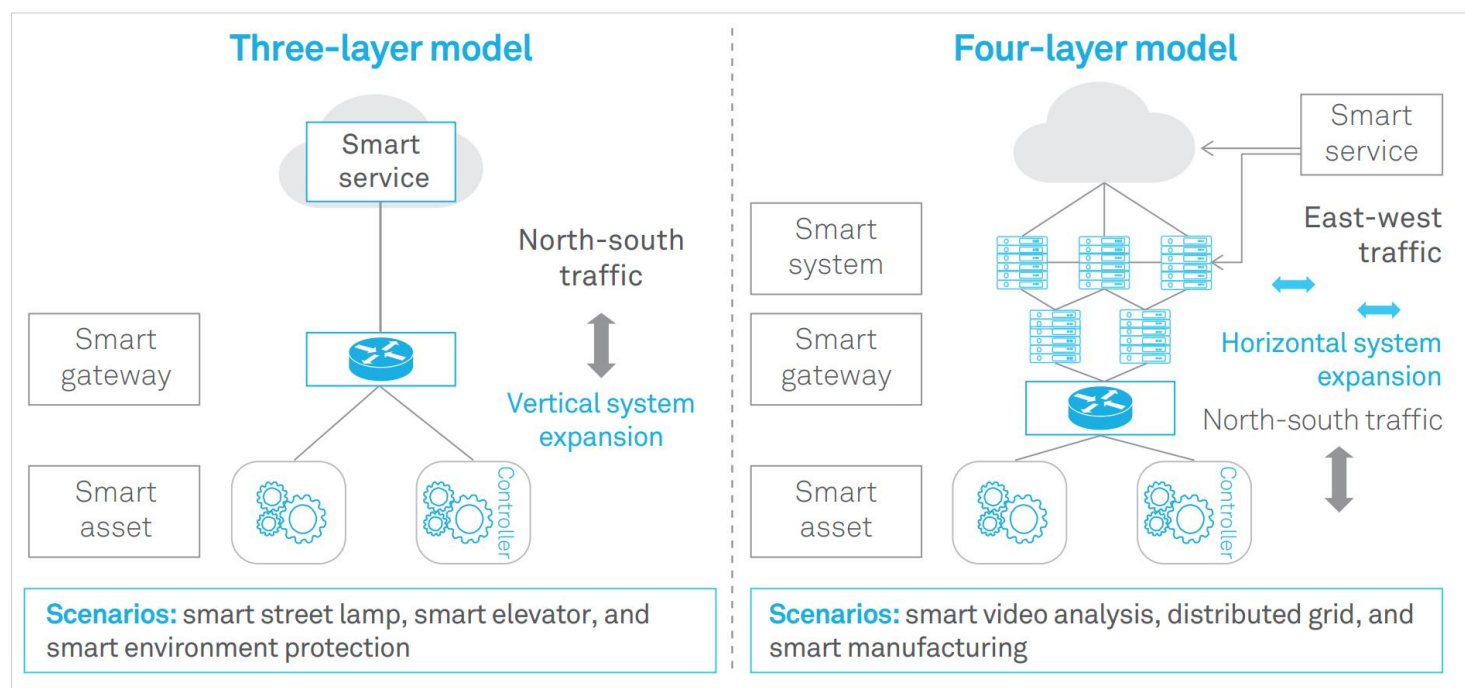 Three-layer model
Smart
service
North-south
traffic
Smart
gateway
Vertical system
expansion
Smart
asset
Controller
Scenarios: smart street lamp, smart elevator, and
smart environment protection
Four-layer model
Smart
service
Smart
system
East-west
traffic
Smart
gateway
Horizontal system
expansion
North-south traffic
Smart
asset
Controller
Scenarios: smart video analysis, distributed grid, and
smart manufacturing